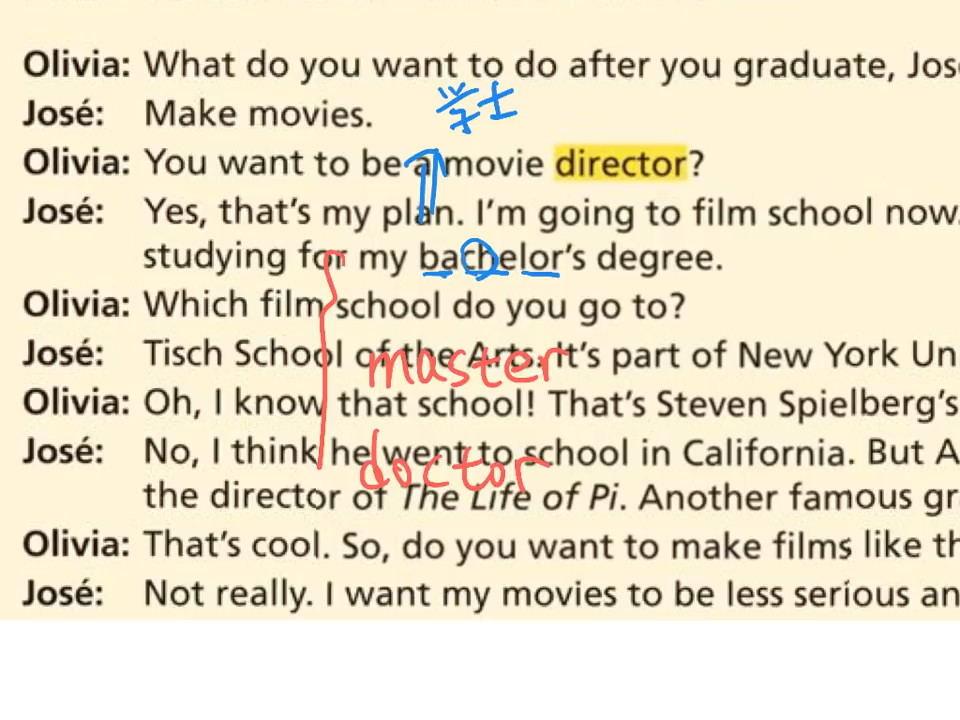 Olivia: What do you want to do after you graduate, Jos
学士
José: Make movies.
Olivia: You want to be a movie director?
José: Yes, that's my plan. I'm going to film school now.
studying for my bachelor's degree.
Olivia: Which film school do you go to?
José: Tisch School of the Arts. It's part of New York Un
master
Olivia: Oh, I know that school! That's Steven Spielberg's
José: No, I think he went to school in California. But A
doctor
the director of The Life of Pi. Another famous gr
Olivia: That's cool. So, do you want to make films like th
José: Not really. I want my movies to be less serious an